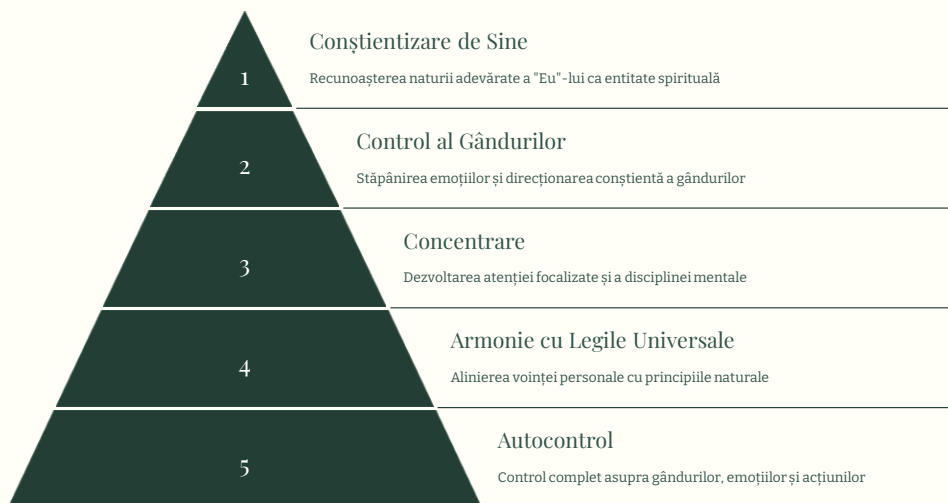 1
Conștientizare de Sine
Recunoașterea naturii adevărate a "Eu"-lui ca entitate spirituală
2
Control al Gândurilor
Stăpânirea emoțiilor și direcționarea conștientă a gândurilor
3
Concentrare
Dezvoltarea atenției focalizate și a disciplinei mentale
4
Armonie cu Legile Universale
Alinierea voinței personale cu principiile naturale
5
Autocontrol
Control complet asupra gândurilor, emoțiilor și acțiunilor